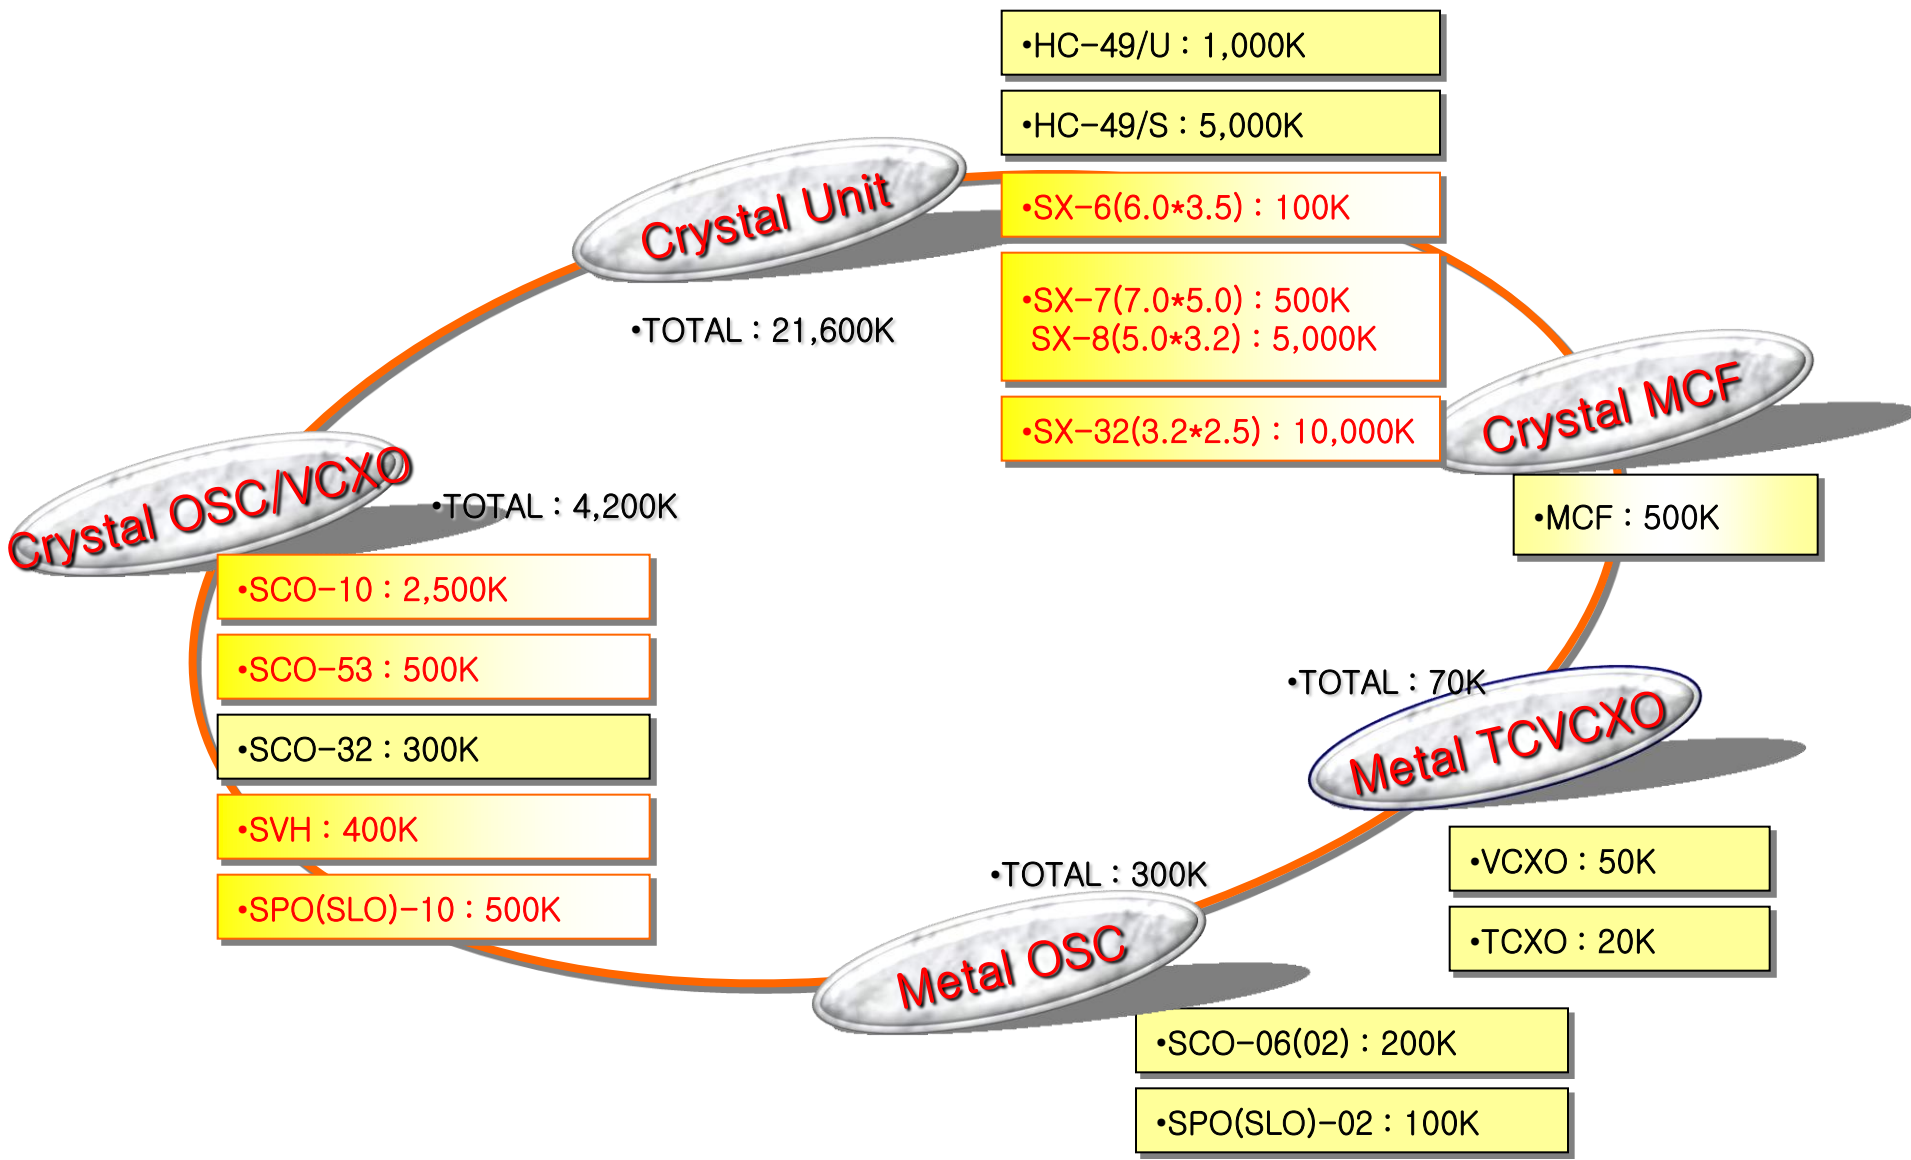 •HC-49/U : 1,000K
•HC-49/S : 5,000K
Crystal Unit
•SX-6(6.0*3.5) : 100K
•SX-7(7.0*5.0) : 500K
SX-8(5.0*3.2) : 5,000K
•TOTAL : 21,600K
•SX-32(3.2*2.5) : 10,000K
Crystal MCF
•MCF : 500K
Crystal OSC/VCXO
•TOTAL : 4,200K
•SCO-10 : 2,500K
•SCO-53 : 500K
•SCO-32 : 300K
•SVH : 400K
•SPO(SLO)-10 : 500K
•TOTAL : 70K
Metal TCVCXO
•VCXO : 50K
•TCXO : 20K
•TOTAL : 300K
Metal OSC
•SCO-06(02) : 200K
•SPO(SLO)-02 : 100K